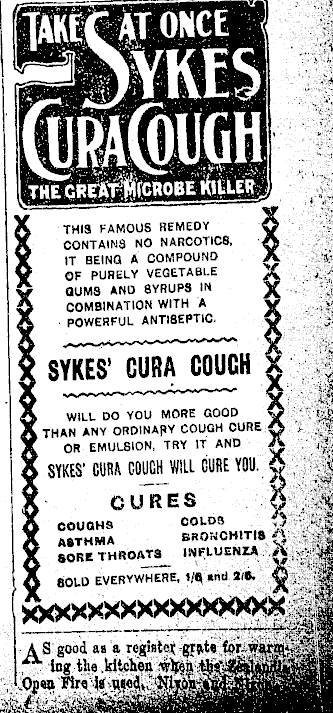 TAKE AT ONCE
SYKES
CURA COUGH
THE GREAT MICROBE KILLER
THIS FAMOUS REMEDY
CONTAINS NO NARCOTICS,
IT BEING A COMPOUND
OF PURELY VEGETABLE
GUMS AND SYRUPS IN
COMBINATION WITH A
POWERFUL ANTISEPTIC.
SYKES' CURA COUGH
WILL DO YOU MORE GOOD
THAN ANY ORDINARY COUGH CURE
OR EMULSION, TRY IT AND
SYKES' CURA COUGH WILL CURE YOU.
CURES
COUGHS COLDS
ASTHMA BRONCHITIS
SORE THROATS INFLUENZA
SOLD EVERYWHERE, 1/6 and 2/6.
AS good as a register grate for warm-
ing the kitchen when the Zealandia
Open Fire is used. Nixon and